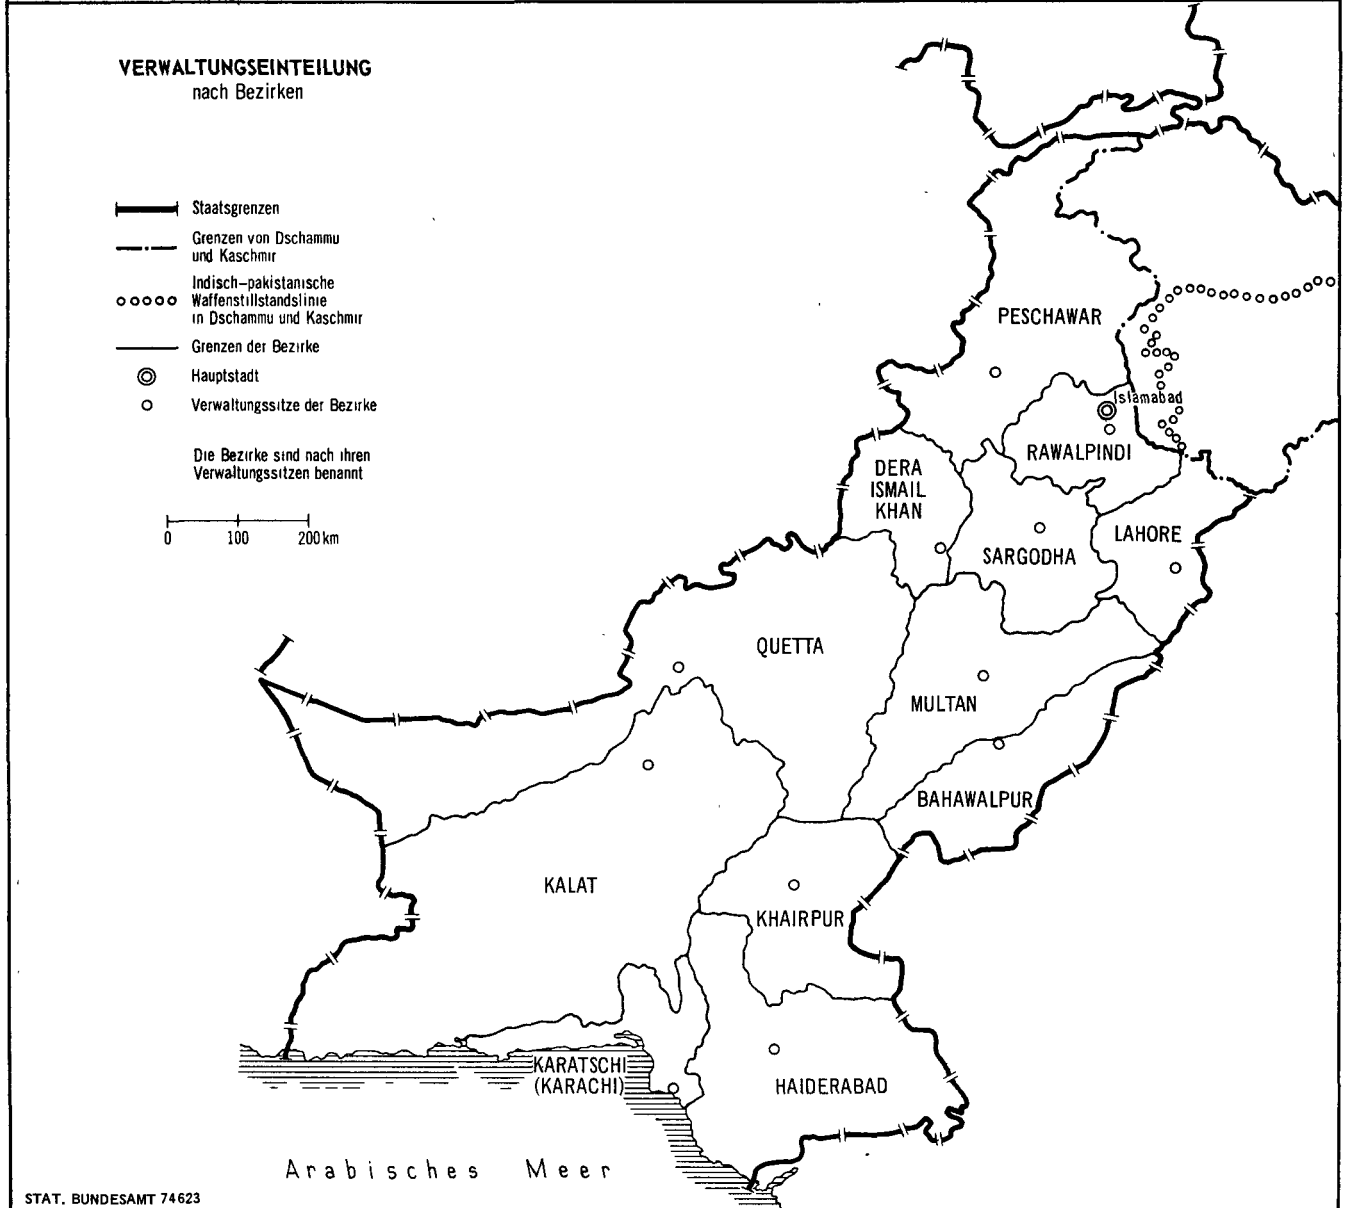 VERWALTUNGSEINTEILUNG
nach Bezirken
Staatsgrenzen
Grenzen von Dschammu
und Kaschmir
Indisch-pakistanische
Waffenstillstandslinie
in Dschammu und Kaschmir
Grenzen der Bezirke
Hauptstadt
Verwaltungssitze der Bezirke
Die Bezirke sind nach ihren
Verwaltungssitzen benannt
0 100 200 km
PESCHAWAR
Islamabad
RAWALPINDI
DERA
ISMAIL
KHAN
SARGODHA
LAHORE
QUETTA
MULTAN
BAHAWALPUR
KALAT
KHAIRPUR
KARATSCHI
(KARACHI)
HAIDERABAD
Arabisches Meer
STAT. BUNDESAMT 74623